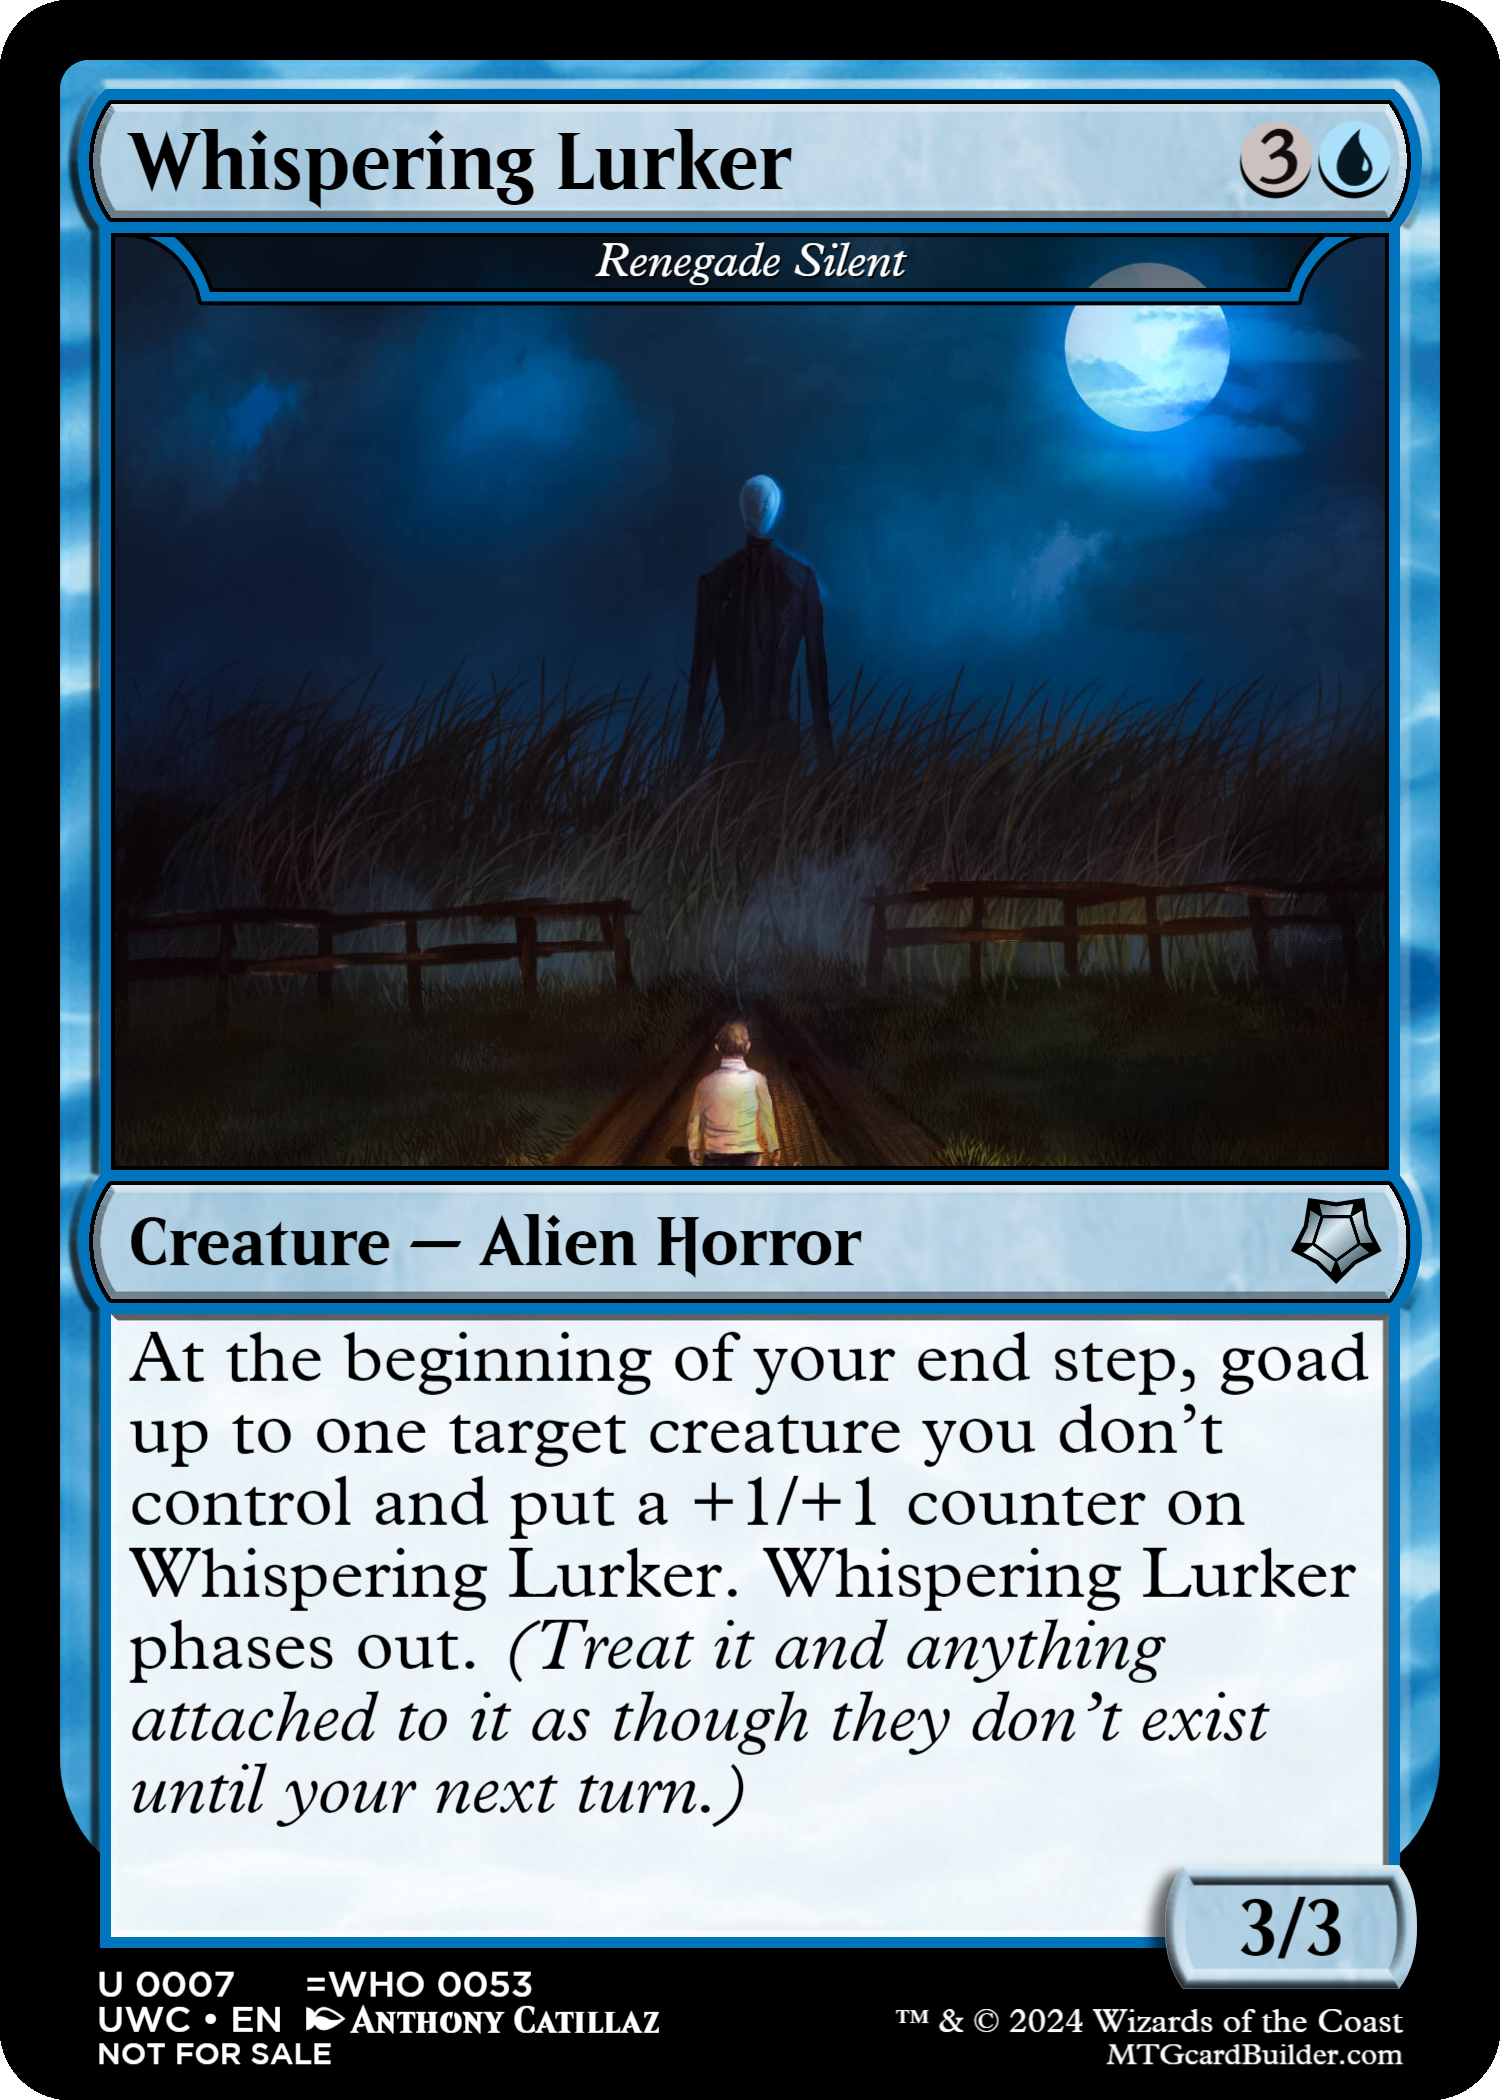 Whispering Lurker 3
Renegade Silent
Creature — Alien Horror
At the beginning of your end step, goad
up to one target creature you don't
control and put a +1/+1 counter on
Whispering Lurker. Whispering Lurker
phases out. (Treat it and anything
attached to it as though they don't exist
until your next turn.)
3/3
U 0007 =WHO 0053
UWC • EN ANTHONY CATILLAZ
NOT FOR SALE
™ & © 2024 Wizards of the Coast
MTGcardBuilder.com